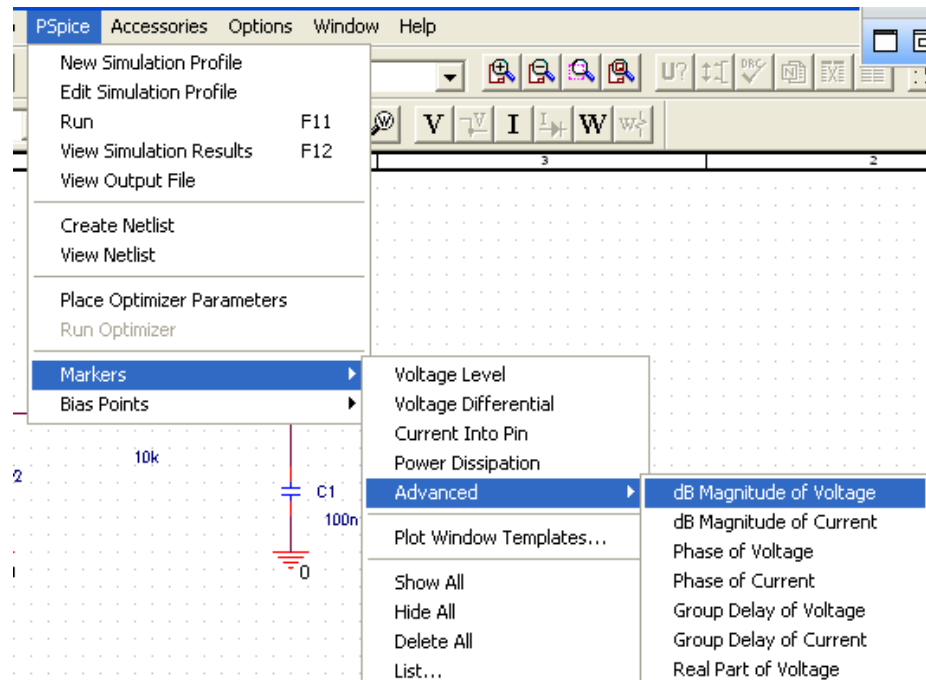 PSpice Accessories Options Window Help
New Simulation Profile
Edit Simulation Profile
Run F11
View Simulation Results F12
View Output File
Create Netlist
View Netlist
Place Optimizer Parameters
Run Optimizer
Markers
Bias Points
U?
DRC
W
V
V
I
I
W
W
3
2
Voltage Level
Voltage Differential
Current Into Pin
Power Dissipation
Advanced
Plot Window Templates...
Show All
Hide All
Delete All
List...
dB Magnitude of Voltage
dB Magnitude of Current
Phase of Voltage
Phase of Current
Group Delay of Voltage
Group Delay of Current
Real Part of Voltage
10k
2
C1
100n
0